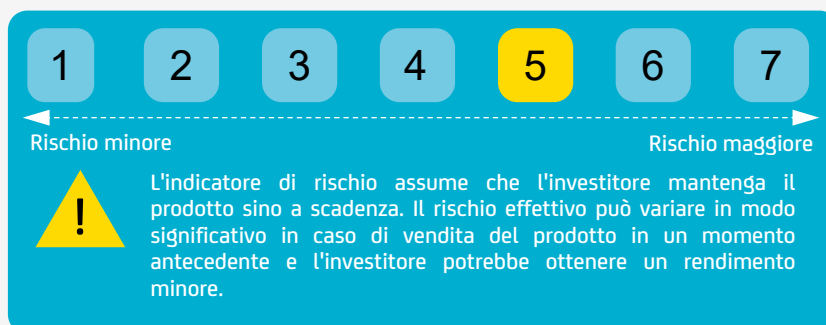 1 2 3 4 5 6 7
Rischio minore Rischio maggiore
!
L'indicatore di rischio assume che l'investitore mantenga il
prodotto sino a scadenza. Il rischio effettivo può variare in modo
significativo in caso di vendita del prodotto in un momento
antecedente e l'investitore potrebbe ottenere un rendimento
minore.